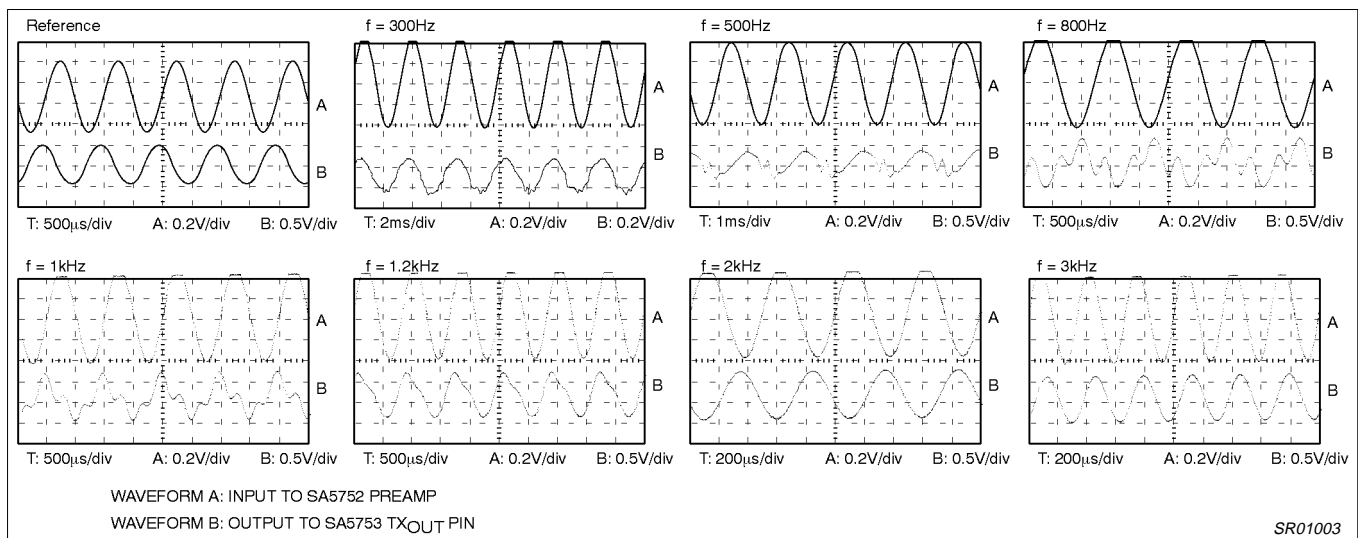 Reference
f = 300Hz
f = 500Hz
f = 800Hz
A
B
A
B
A
B
A
B
T: 500µs/div A: 0.2V/div B: 0.5V/div
T: 2ms/div A: 0.2V/div B: 0.2V/div
T: 1ms/div A: 0.2V/div B: 0.5V/div
T: 500µs/div A: 0.2V/div B: 0.5V/div
f = 1kHz
f = 1.2kHz
f = 2kHz
f = 3kHz
A
B
A
B
A
B
A
B
T: 500µs/div A: 0.2V/div B: 0.5V/div
T: 500µs/div A: 0.2V/div B: 0.5V/div
T: 200µs/div A: 0.2V/div B: 0.5V/div
T: 200µs/div A: 0.2V/div B: 0.5V/div
WAVEFORM A: INPUT TO SA5752 PREAMP
WAVEFORM B: OUTPUT TO SA5753 TXOUT PIN
SR01003